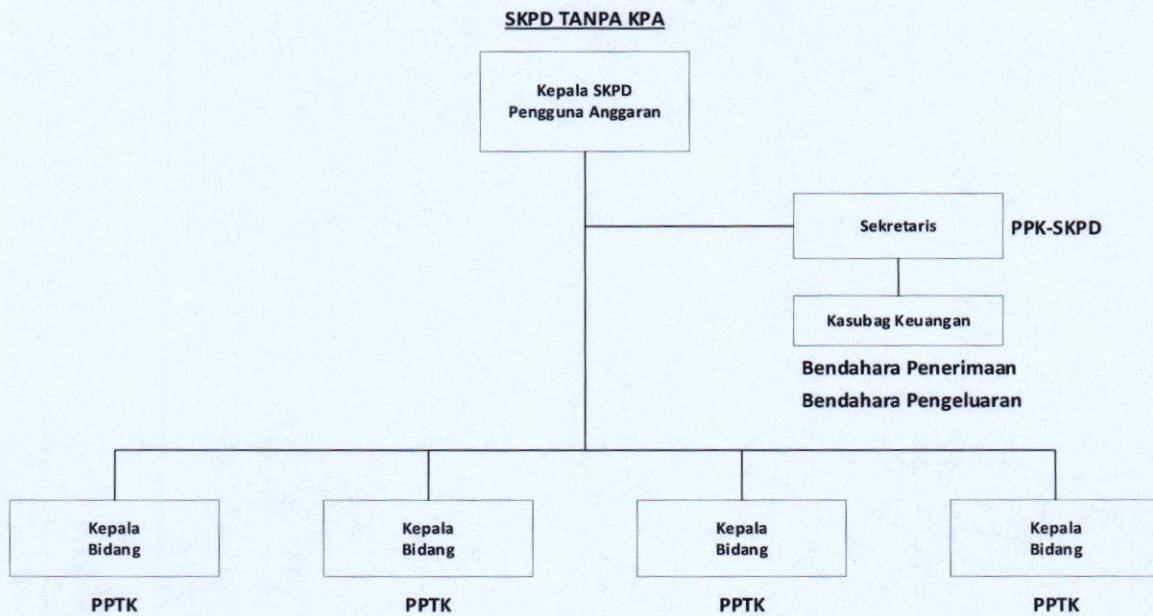 SKPD TANPA KPA
Kepala SKPD
Pengguna Anggaran
Sekretaris
PPK-SKPD
Kasubag Keuangan
Bendahara Penerimaan
Bendahara Pengeluaran
Kepala
Bidang
PPTK
Kepala
Bidang
PPTK
Kepala
Bidang
PPTK
Kepala
Bidang
PPTK